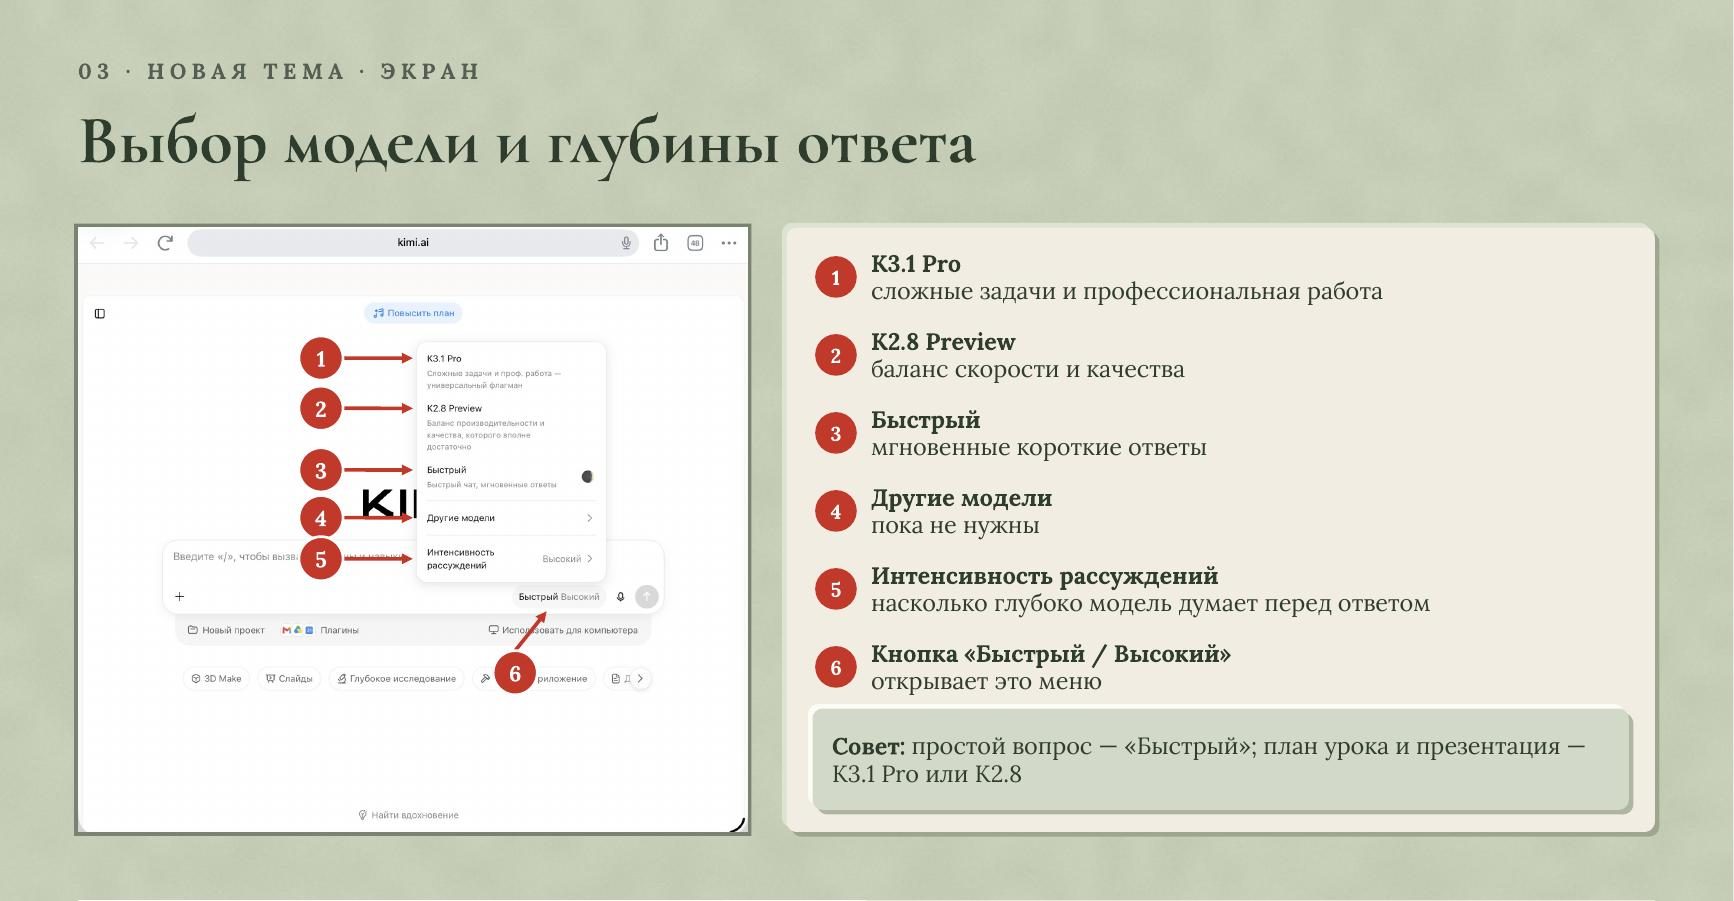 03 · НОВАЯ ТЕМА · ЭКРАН
Выбор модели и глубины ответа
kimi.ai
48
Повысить план
1
K3.1 Pro
Сложные задачи и проф. работа —
универсальный флагман
2
K2.8 Preview
Баланс производительности и
качества, которого вполне
достаточно
3
Быстрый
Быстрый чат, мгновенные ответы
KI
4
Другие модели
Введите «/», чтобы
5
Интенсивность
рассуждений
Высокий
Быстрый Высокий
Новый проект
Плагины
Использовать для компьютера
3D Make
Слайды
Глубокое исследование
6
риложение
Д
Найти вдохновение
1
K3.1 Pro
сложные задачи и профессиональная работа
2
K2.8 Preview
баланс скорости и качества
3
Быстрый
мгновенные короткие ответы
4
Другие модели
пока не нужны
5
Интенсивность рассуждений
насколько глубоко модель думает перед ответом
6
Кнопка «Быстрый / Высокий»
открывает это меню
Совет: простой вопрос — «Быстрый»; план урока и презентация —
K3.1 Pro или K2.8